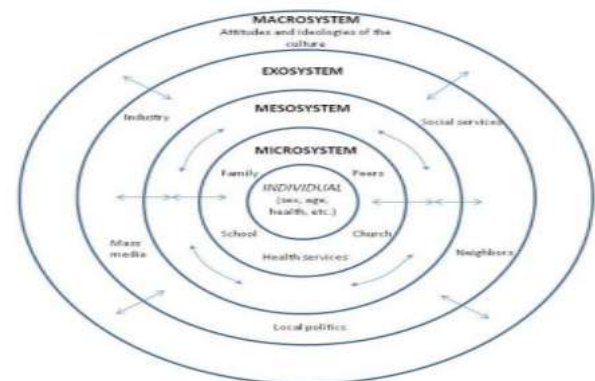 MACROSYSTEM
Attitudes and ideologies of the
culture
EXOSYSTEM
MESOSYSTEM
Industry
Social services
MICROSYSTEM
Family
Peers
INDIVIDUAL
(sex, age,
health, etc.)
School
Church
Mass
media
Health services
Neighbors
Local politics